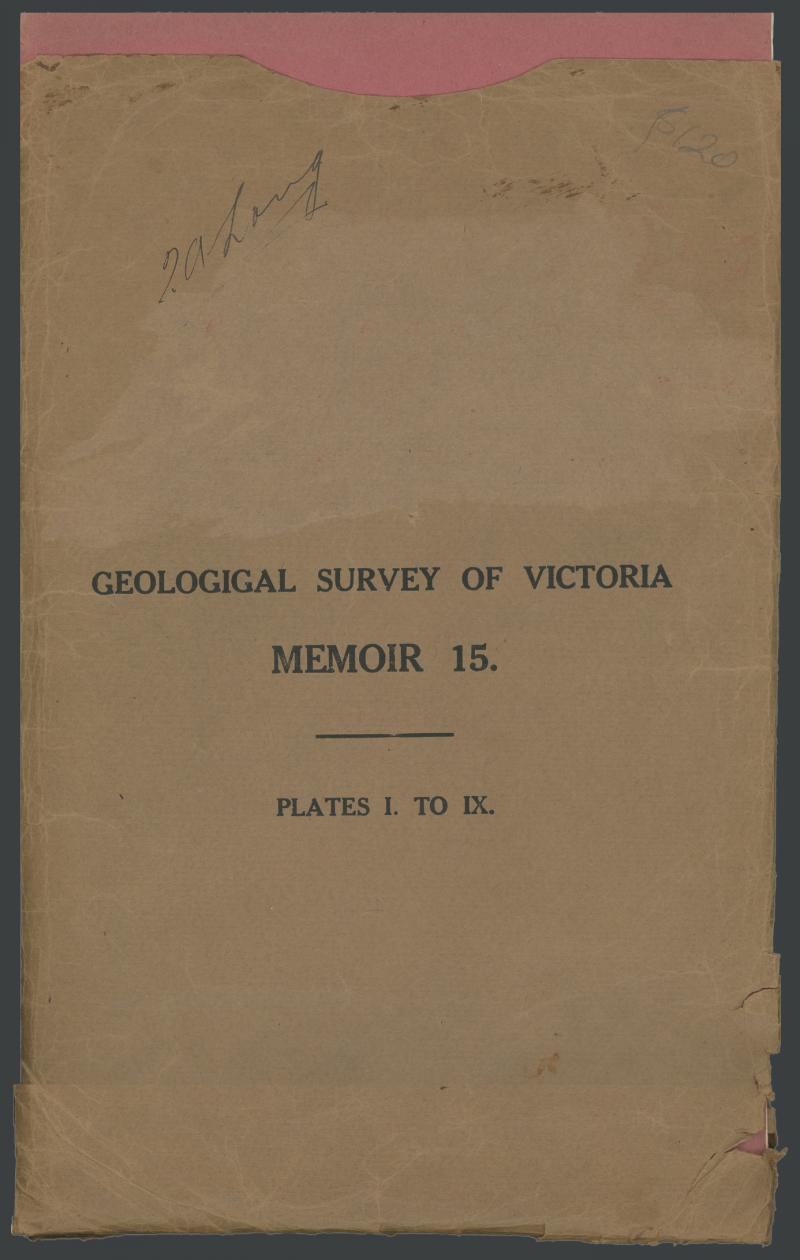 GEOLOGIGAL SURVEY OF VICTORIA
MEMOIR 15.
PLATES I. TO IX.